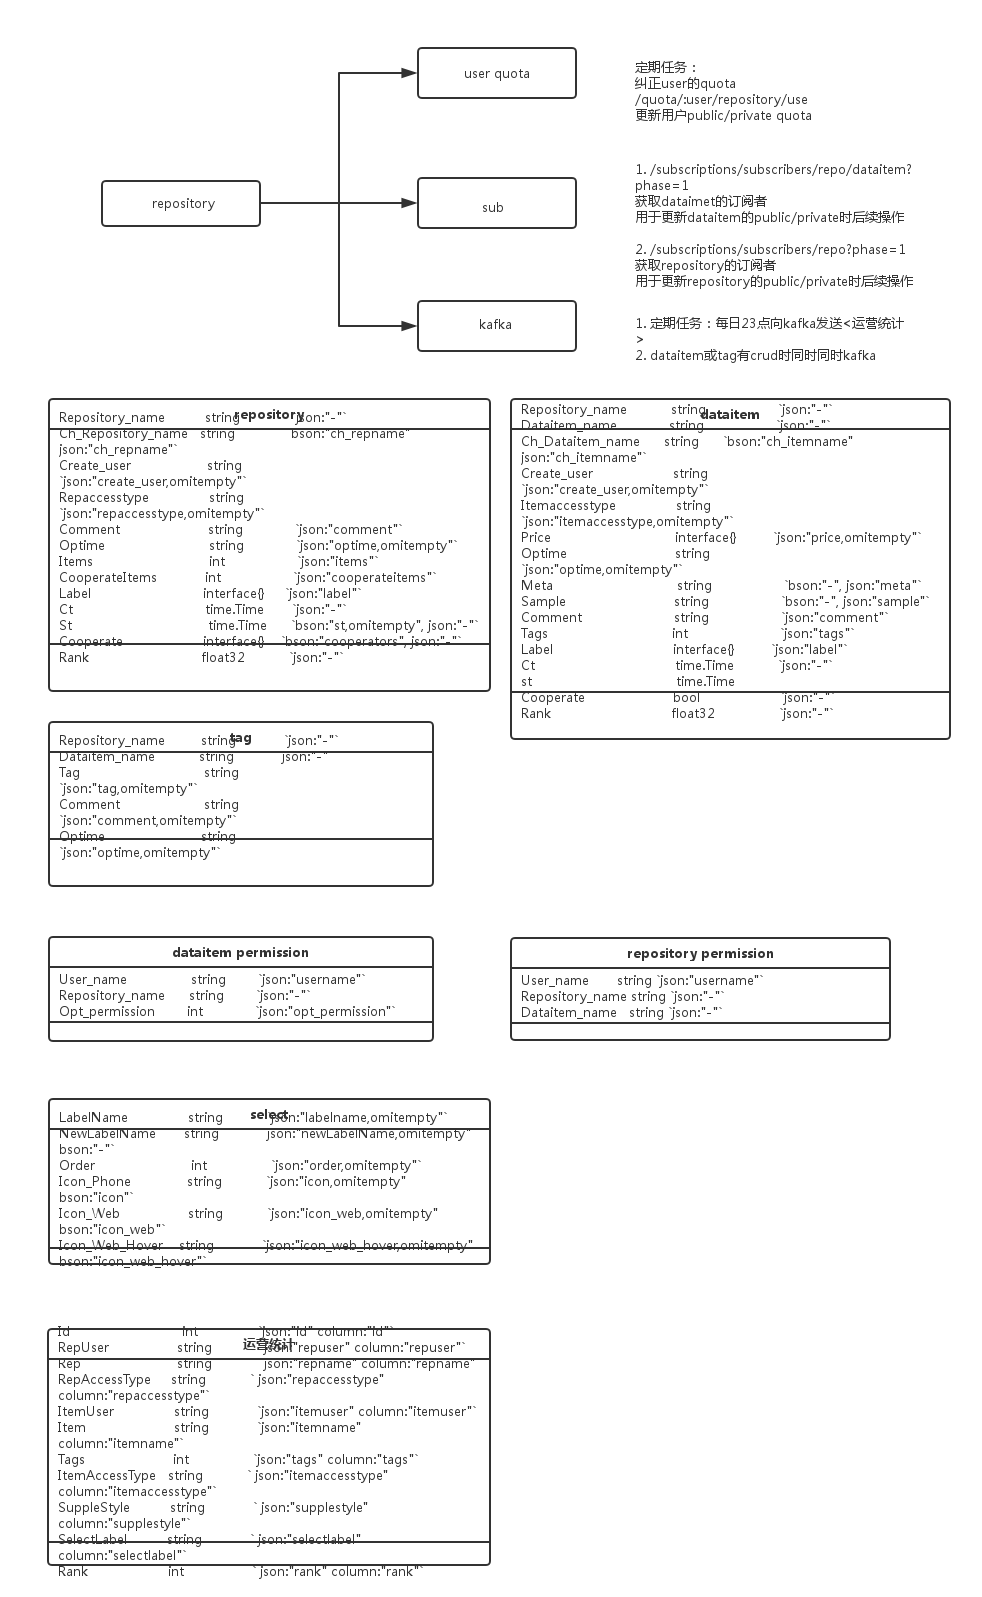 user quota
定期任务：
纠正user的quota
/quota/:user/repository/use
更新用户public/private quota
repository
sub
1. /subscriptions/subscribers/repo/dataitem?
phase=1
获取dataimet的订阅者
用于更新dataitem的public/private时后续操作
2. /subscriptions/subscribers/repo?phase=1
获取repository的订阅者
用于更新repository的public/private时后续操作
kafka
1. 定期任务：每日23点向kafka发送<运营统计
>
2. dataitem或tag有crud时同时同时kafka
repository
Repository_name string `json:"-"`
Ch_Repository_name string `bson:"ch_repname"
json:"ch_repname"`
Create_user string
`json:"create_user,omitempty"`
Repaccesstype string
`json:"repaccesstype,omitempty"`
Comment string `json:"comment"`
Optime string `json:"optime,omitempty"`
Items int `json:"items"`
CooperateItems int `json:"cooperateitems"`
Label interface{} `json:"label"`
Ct time.Time `json:"-"`
St time.Time `bson:"st,omitempty", json:"-"`
Cooperate interface{} `bson:"cooperators", json:"-"`
Rank float32 `json:"-"`
dataitem
Repository_name string `json:"-"`
Dataitem_name string `json:"-"`
Ch_Dataitem_name string `bson:"ch_itemname"
json:"ch_itemname"`
Create_user string
`json:"create_user,omitempty"`
Itemaccesstype string
`json:"itemaccesstype,omitempty"`
Price interface{} `json:"price,omitempty"`
Optime string
`json:"optime,omitempty"`
Meta string `bson:"-", json:"meta"`
Sample string `bson:"-", json:"sample"`
Comment string `json:"comment"`
Tags int `json:"tags"`
Label interface{} `json:"label"`
Ct time.Time `json:"-"`
st time.Time
Cooperate bool `json:"-"`
Rank float32 `json:"-"`
tag
Repository_name string `json:"-"`
Dataitem_name string `json:"-"`
Tag string
`json:"tag,omitempty"`
Comment string
`json:"comment,omitempty"`
Optime string
`json:"optime,omitempty"`
dataitem permission
User_name string `json:"username"`
Repository_name string `json:"-"`
Opt_permission int `json:"opt_permission"`
repository permission
User_name string `json:"username"`
Repository_name string `json:"-"`
Dataitem_name string `json:"-"`
select
LabelName string `json:"labelname,omitempty"`
NewLabelName string `json:"newLabelName,omitempty"
bson:"-"`
Order int `json:"order,omitempty"`
Icon_Phone string `json:"icon,omitempty"
bson:"icon"`
Icon_Web string `json:"icon_web,omitempty"
bson:"icon_web"`
Icon_Web_Hover string `json:"icon_web_hover,omitempty"
bson:"icon_web_hover"`
运营统计
Id int `json:"id" column:"id"`
RepUser string `json:"repuser" column:"repuser"`
Rep string `json:"repname" column:"repname"`
RepAccessType string ` json:"repaccesstype"
column:"repaccesstype"`
ItemUser string `json:"itemuser" column:"itemuser"`
Item string `json:"itemname"
column:"itemname"`
Tags int `json:"tags" column:"tags"`
ItemAccessType string ` json:"itemaccesstype"
column:"itemaccesstype"`
SuppleStyle string ` json:"supplestyle"
column:"supplestyle"`
SelectLabel string ` json:"selectlabel"
column:"selectlabel"`
Rank int ` json:"rank" column:"rank"`